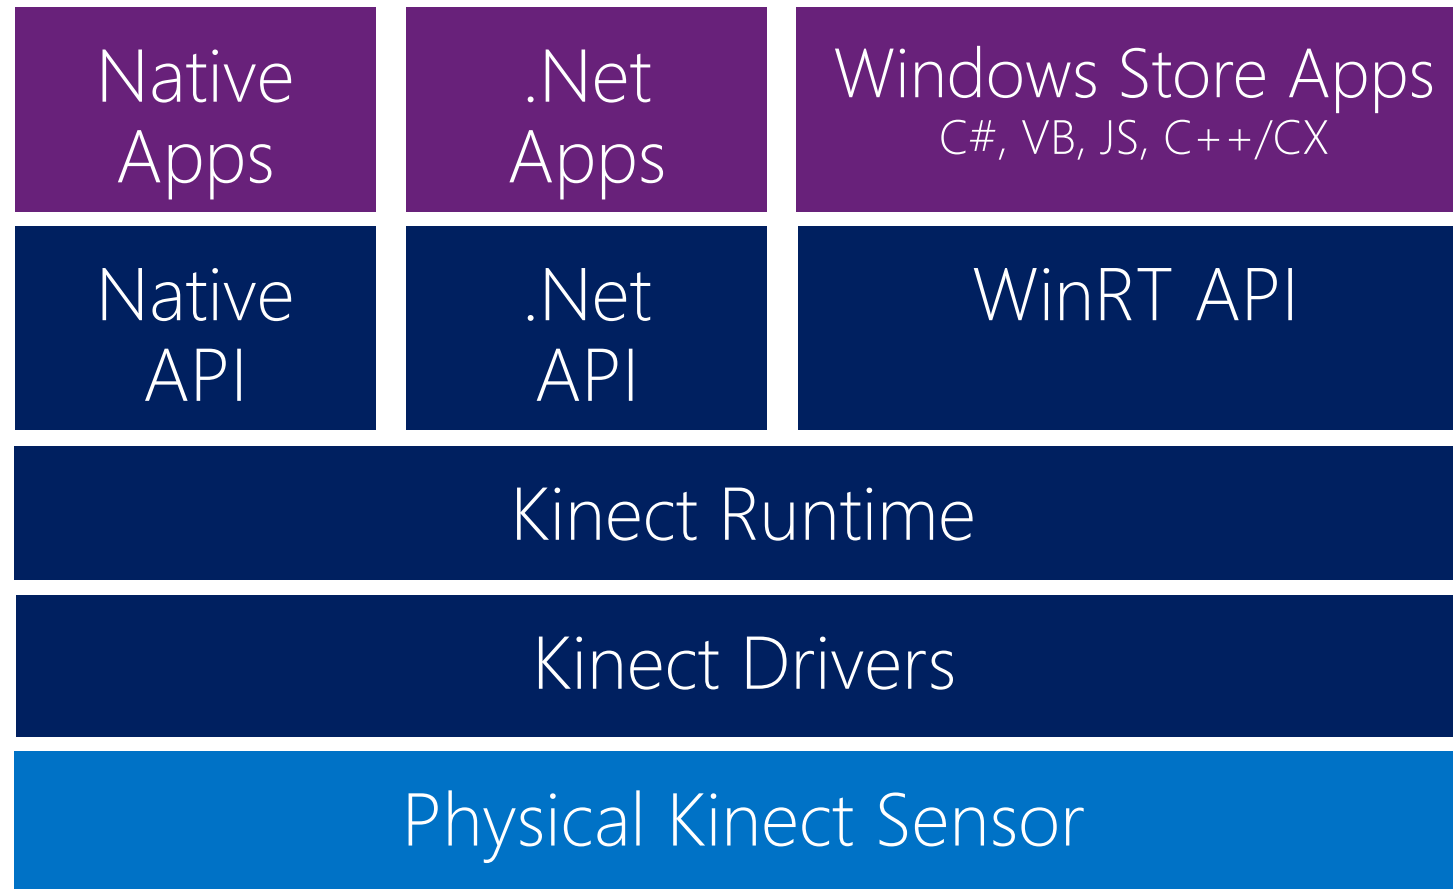 Native
Apps
.Net
Apps
Windows Store Apps
C#, VB, JS, C++/CX
Native
API
.Net
API
WinRT API
Kinect Runtime
Kinect Drivers
Physical Kinect Sensor